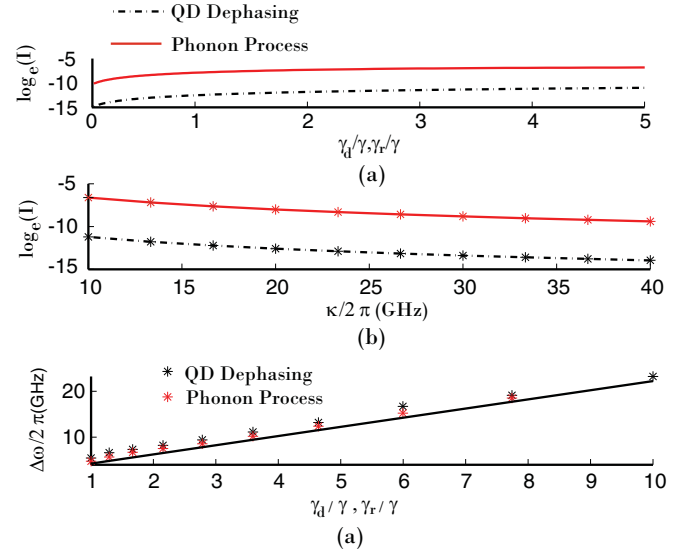 QD Dephasing
Phonon Process
log_e(I)
-5
-10
-15
0 1 2 3 4 5
γ_d/γ,γ_r/γ
(a)
log_e(I)
-5
-10
-15
10 15 20 25 30 35 40
κ/2 π (GHz)
(b)
QD Dephasing
Phonon Process
Δω/2 π(GHz)
20
10
1 2 3 4 5 6 7 8 9 10
γ_d / γ , γ_r / γ
(a)